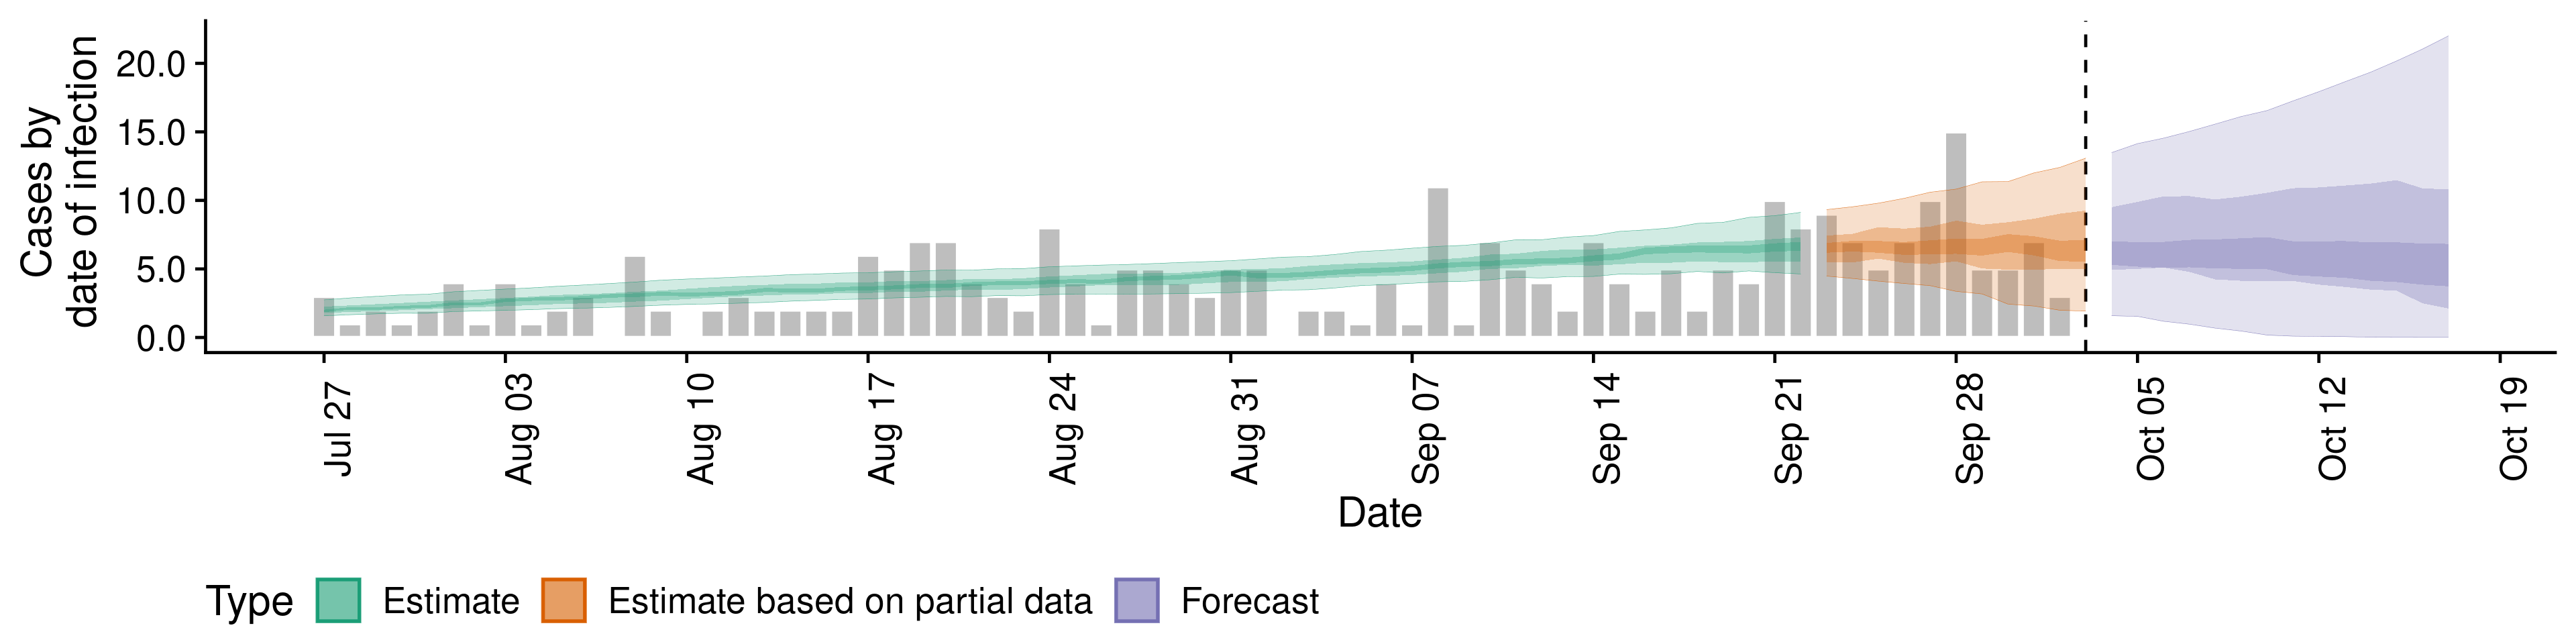 Cases by
date of infection
20.0
15.0
10.0
5.0
0.0
Jul 27
Aug 03
Aug 10
Aug 17
Aug 24
Aug 31
Sep 07
Sep 14
Sep 21
Sep 28
Oct 05
Oct 12
Oct 19
Date
Type Estimate Estimate based on partial data Forecast